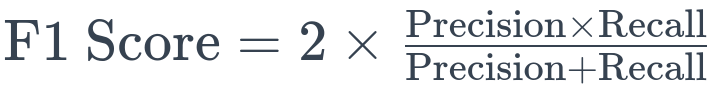 F1 Score = 2 × Precision×Recall
Precision+Recall